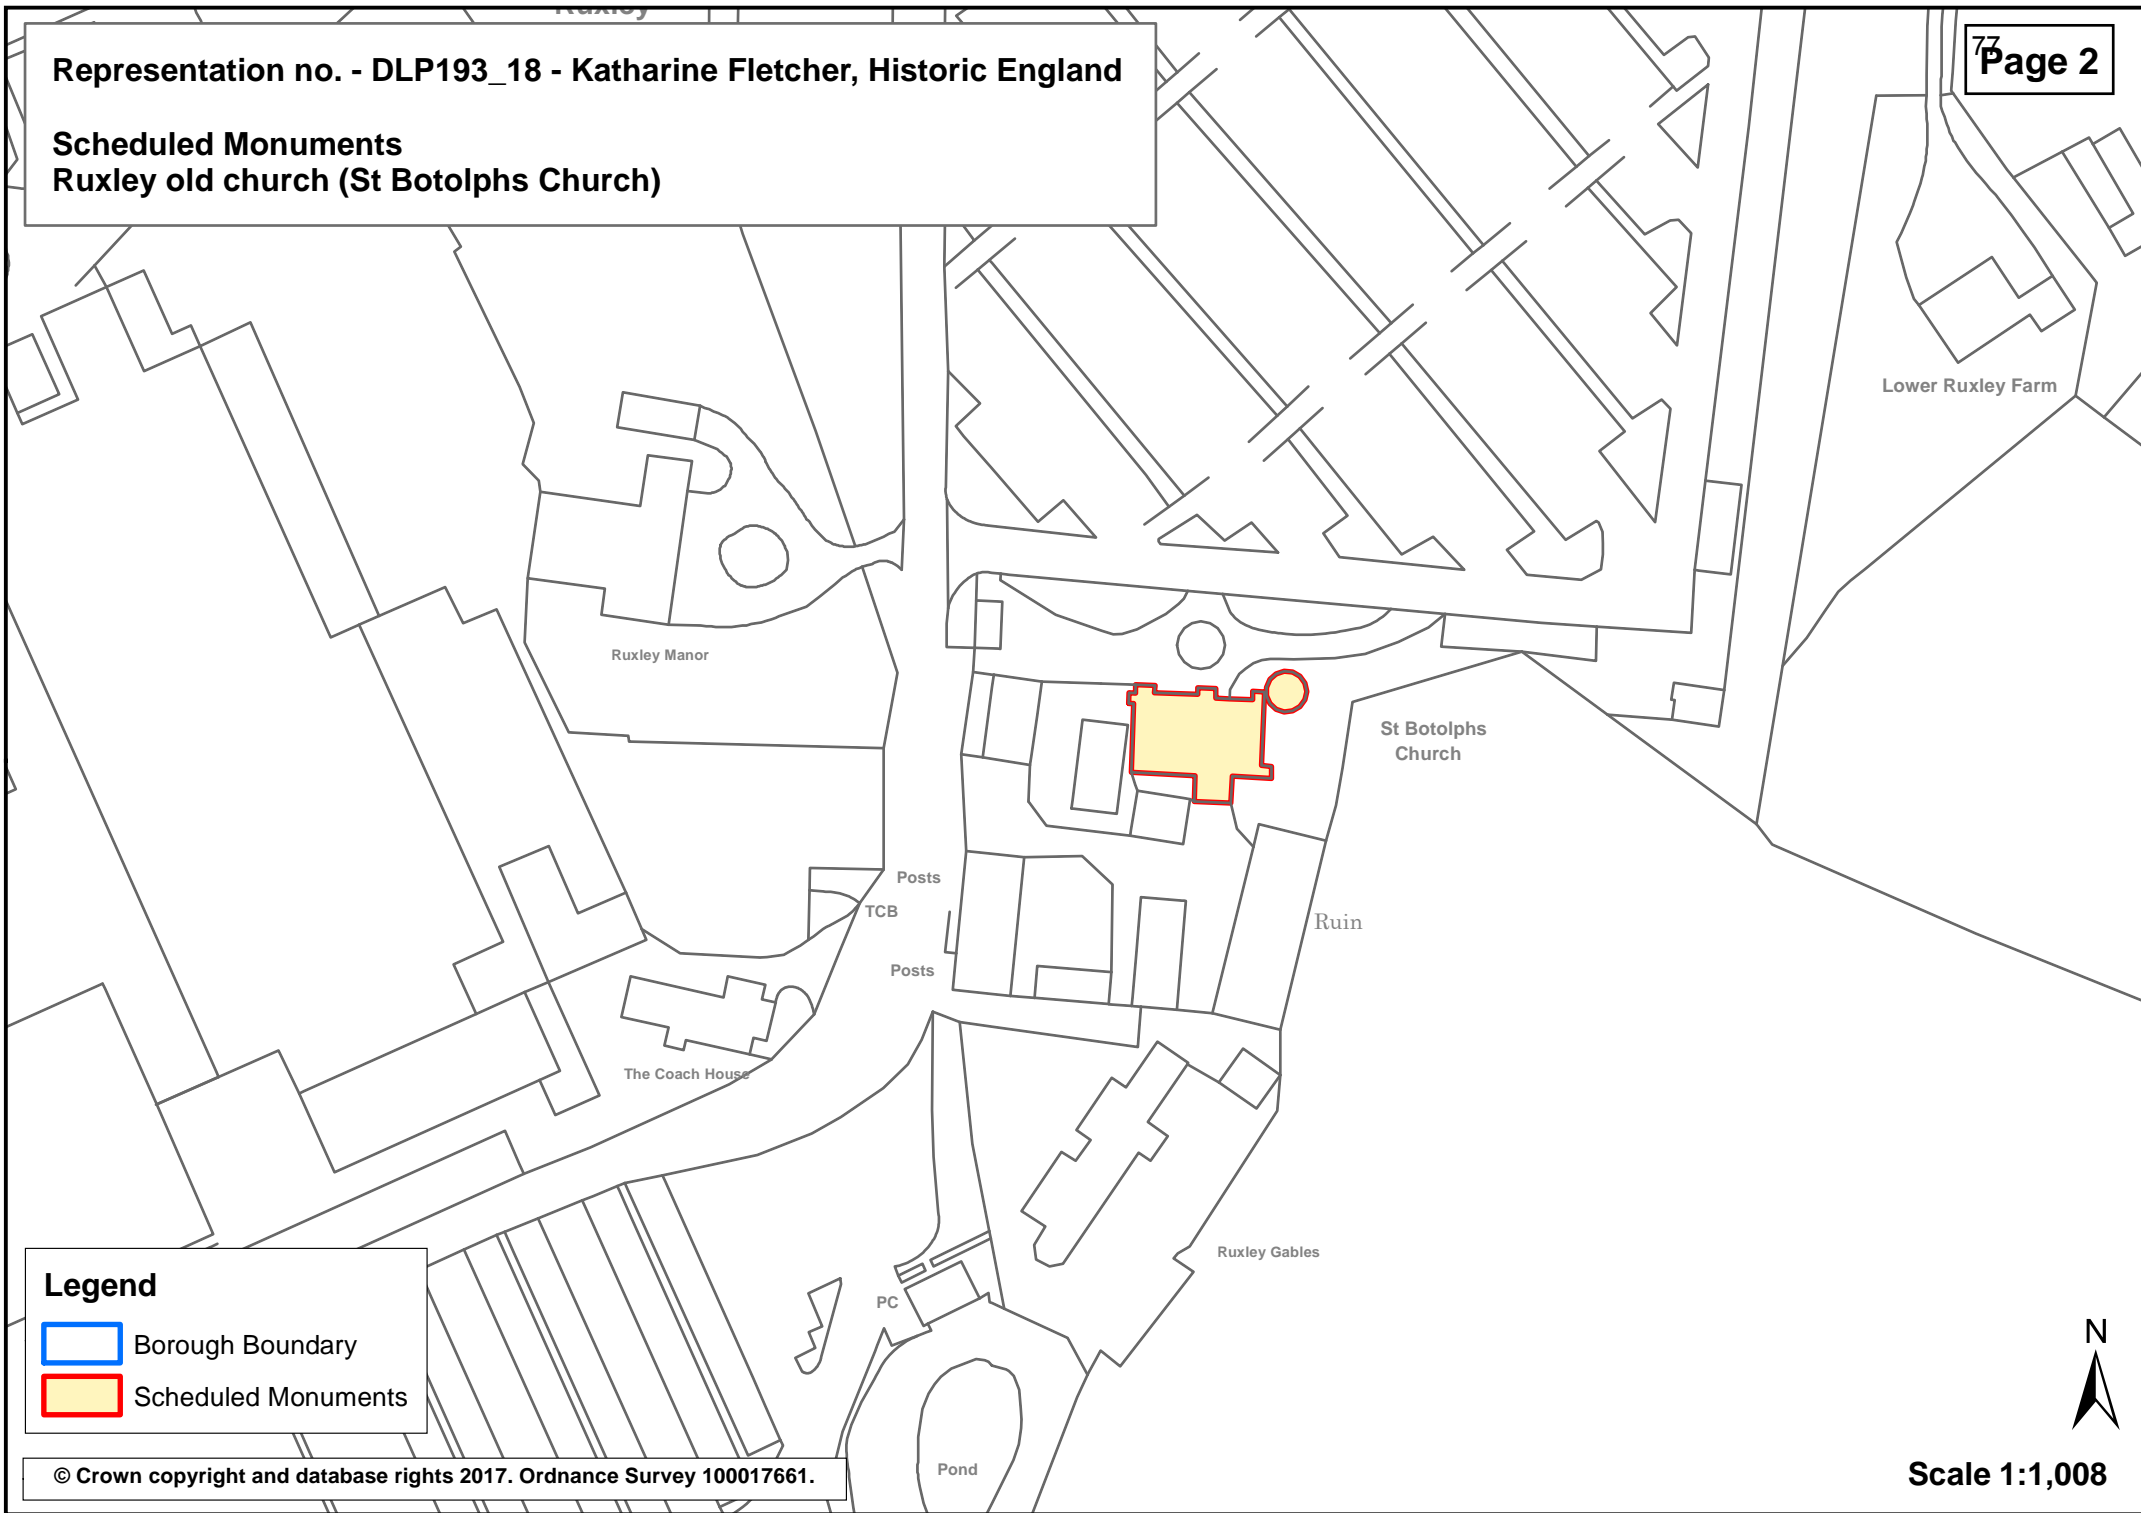 Ruxley
Representation no. - DLP193_18 - Katharine Fletcher, Historic England
Scheduled Monuments
Ruxley old church (St Botolphs Church)
77
Page 2
Lower Ruxley Farm
Ruxley Manor
St Botolphs
Church
Posts
TCB
Ruin
Posts
The Coach House
Ruxley Gables
PC
Pond
Legend
Borough Boundary
Scheduled Monuments
© Crown copyright and database rights 2017. Ordnance Survey 100017661.
N
Scale 1:1,008